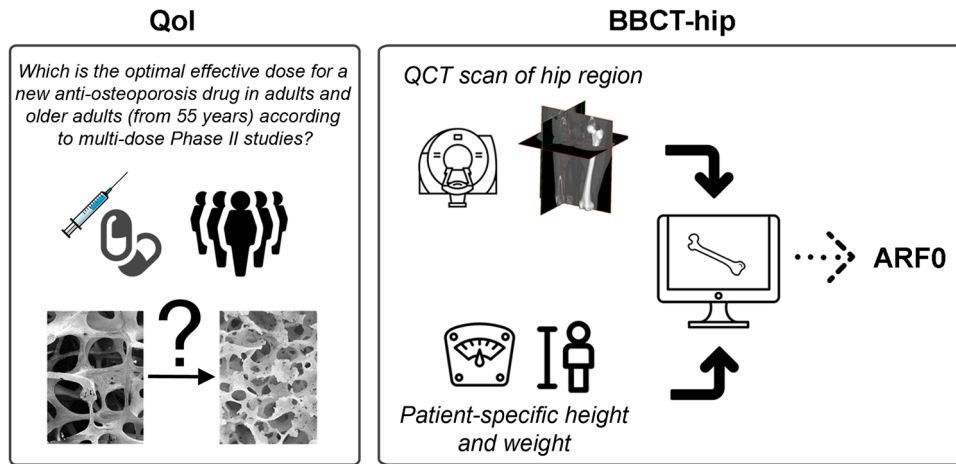 QoI
Which is the optimal effective dose for a
new anti-osteoporosis drug in adults and
older adults (from 55 years) according
to multi-dose Phase II studies?
?
BBCT-hip
QCT scan of hip region
ARF0
Patient-specific height
and weight